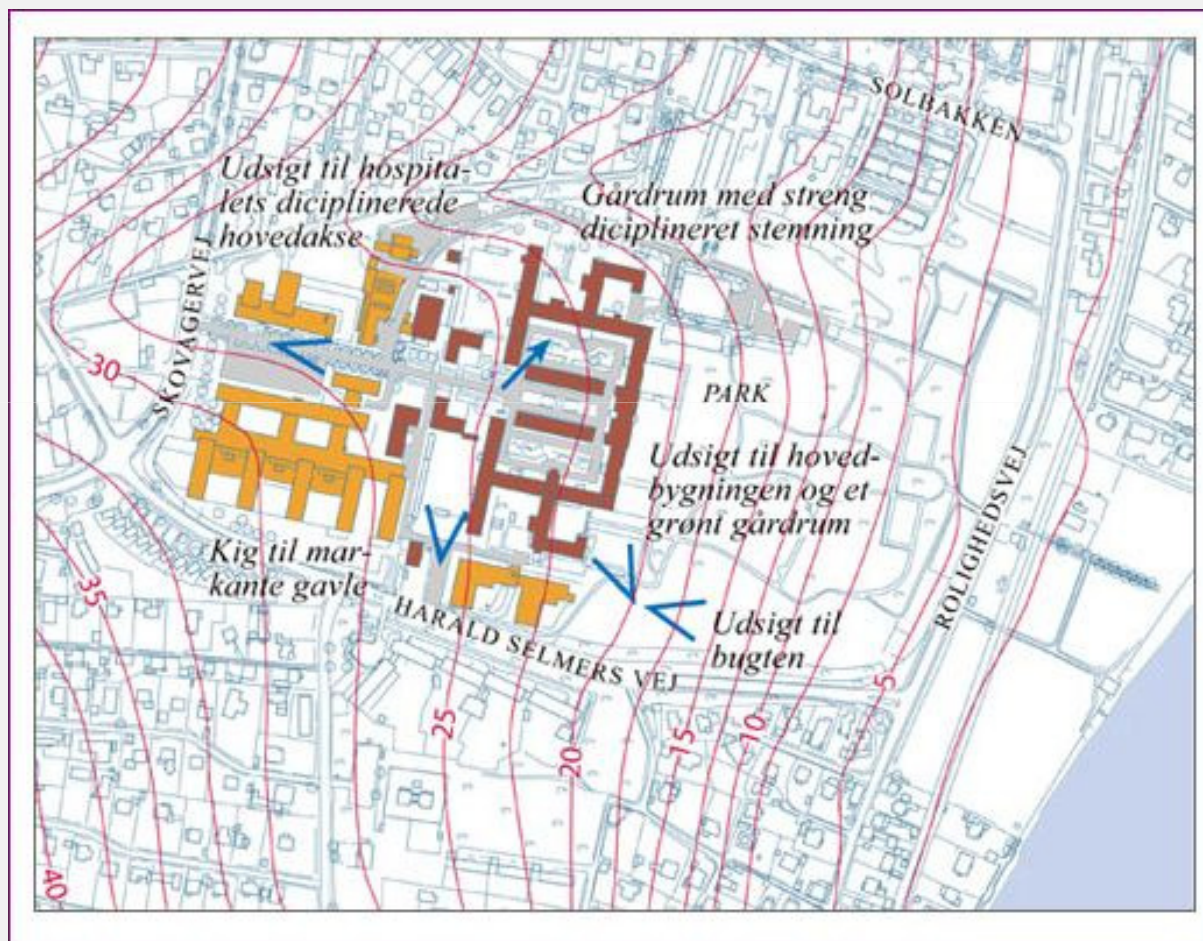 SOLBAKKEN
Udsigt til hospita-
lets diciplinerede
hovedakse
Gårdrum med streng
diciplineret stemning
SKOVAGERVEJ
30
PARK
Udsigt til hoved-
bygningen og et
grønt gårdrum
ROLIGHEDSVEJ
Kig til mar-
kante gavle
35
HARALD SELMERS VEJ
Udsigt til
bugten
5
25
20
15
10
40